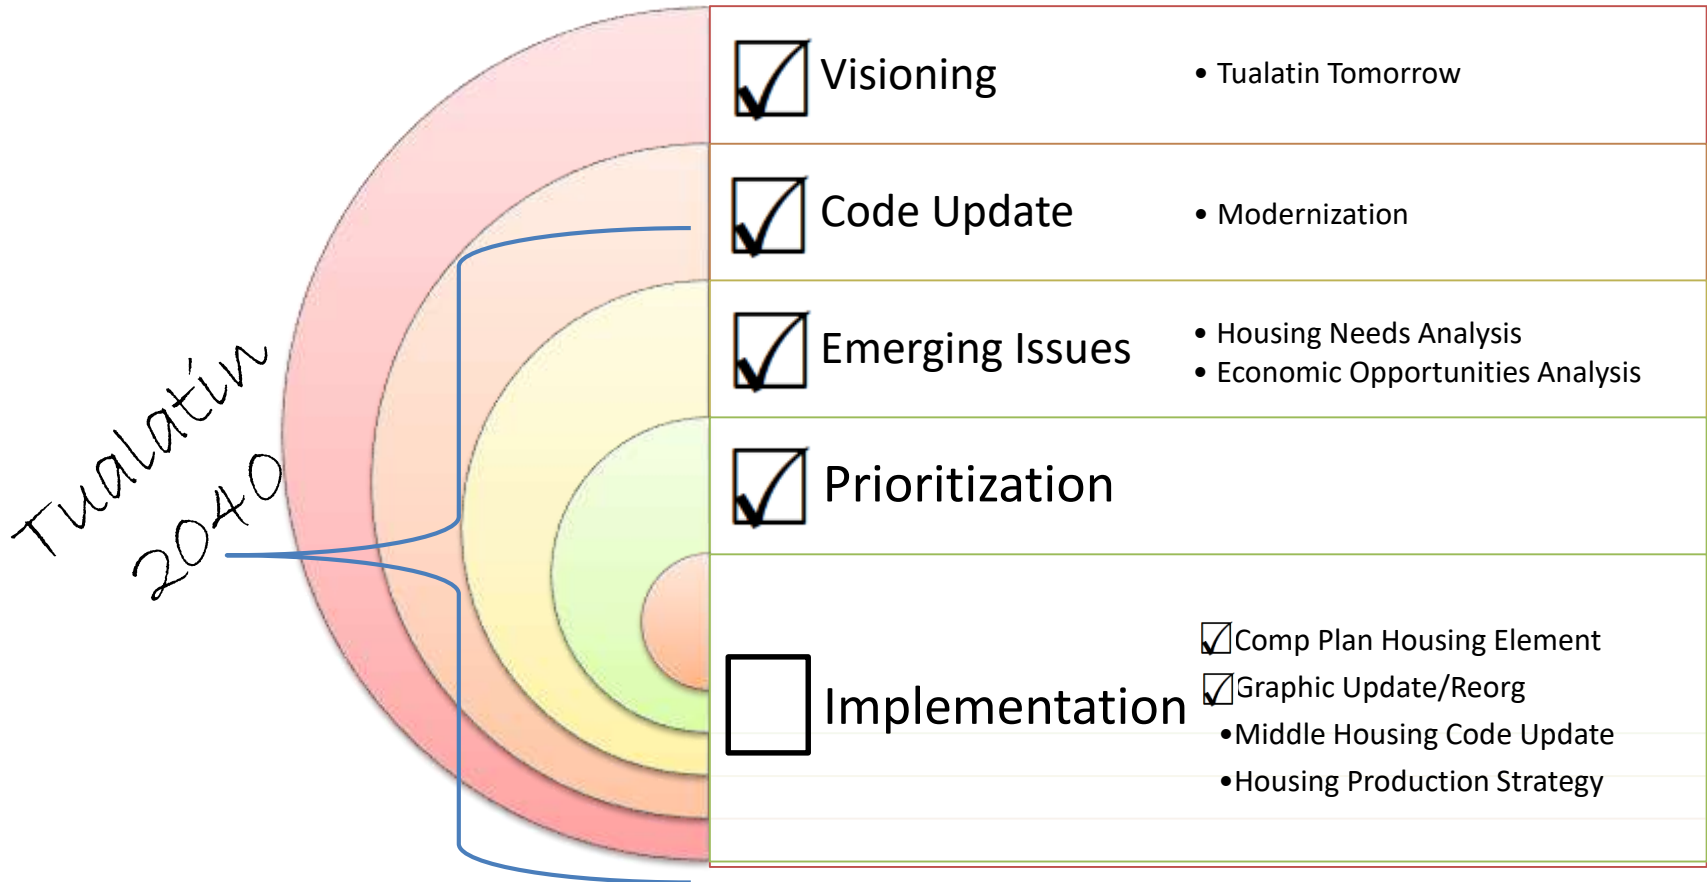 Tualatin
2040
Visioning
• Tualatin Tomorrow
Code Update
• Modernization
Emerging Issues
• Housing Needs Analysis
• Economic Opportunities Analysis
Prioritization
Implementation
Comp Plan Housing Element
Graphic Update/Reorg
•Middle Housing Code Update
•Housing Production Strategy